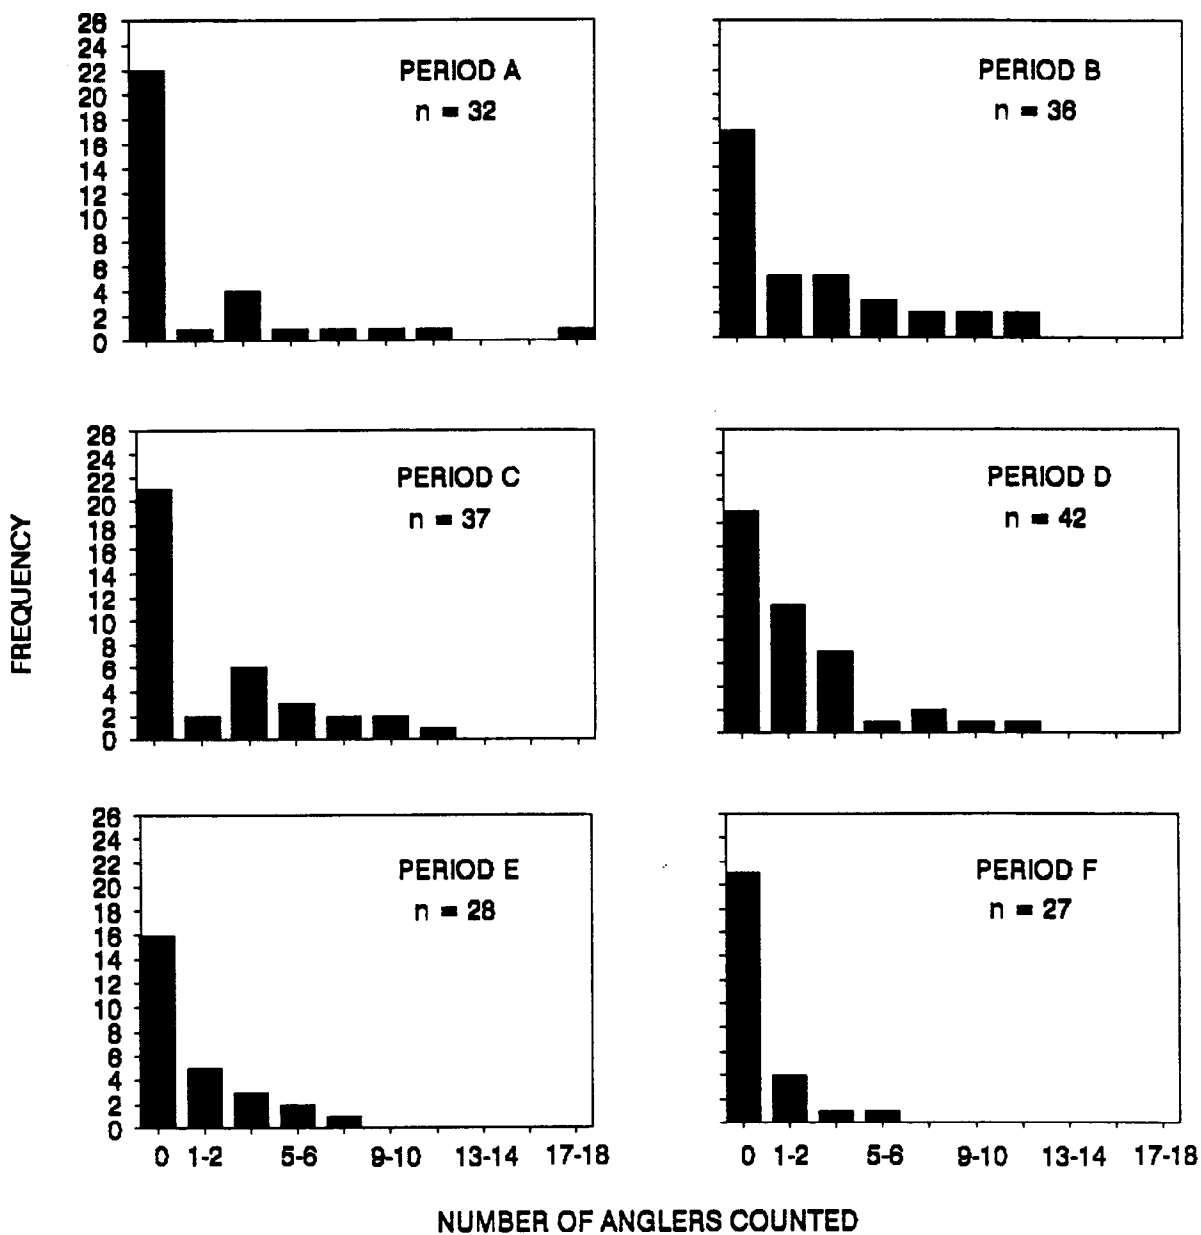 26
24
22
20
18
16
14
12
10
8
6
4
2
0
PERIOD A
n = 32
PERIOD B
n = 36
FREQUENCY
26
24
22
20
18
16
14
12
10
8
6
4
2
0
PERIOD C
n = 37
PERIOD D
n = 42
26
24
22
20
18
16
14
12
10
8
6
4
2
0
PERIOD E
n = 28
PERIOD F
n = 27
0 1-2 5-6 9-10 13-14 17-18
0 1-2 5-6 9-10 13-14 17-18
NUMBER OF ANGLERS COUNTED